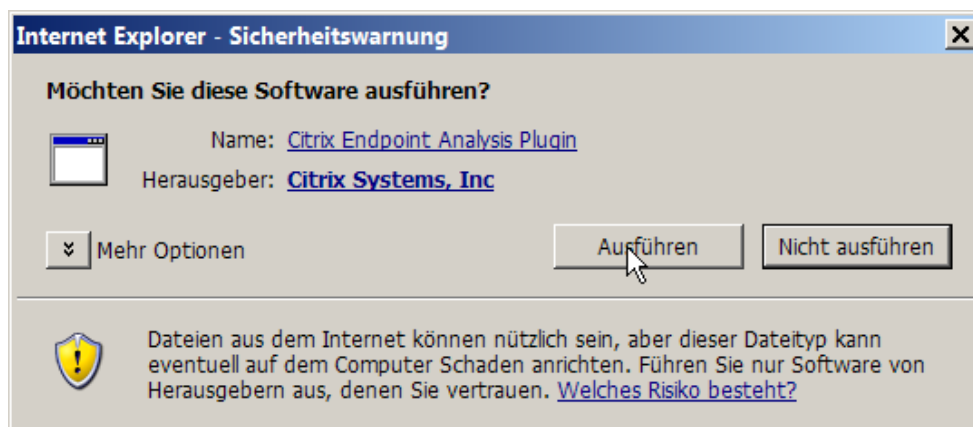 Internet Explorer - Sicherheitswarnung
Möchten Sie diese Software ausführen?
Name: Citrix Endpoint Analysis Plugin
Herausgeber: Citrix Systems, Inc
Mehr Optionen
Ausführen
Nicht ausführen
Dateien aus dem Internet können nützlich sein, aber dieser Dateityp kann
eventuell auf dem Computer Schaden anrichten. Führen Sie nur Software von
Herausgebern aus, denen Sie vertrauen. Welches Risiko besteht?